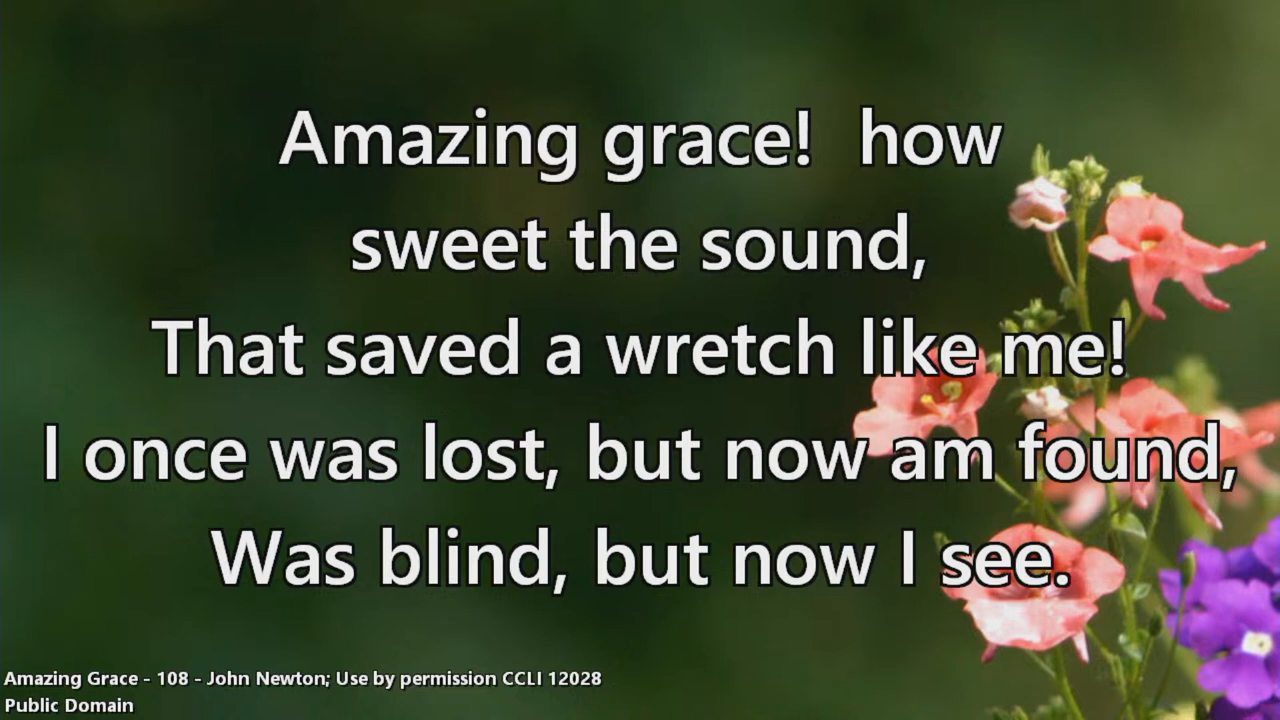 Amazing grace!  how
sweet the sound,
That saved a wretch like me!
I once was lost, but now am found,
Was blind, but now I see.
Amazing Grace - 108 - John Newton; Use by permission CCLI 12028
Public Domain